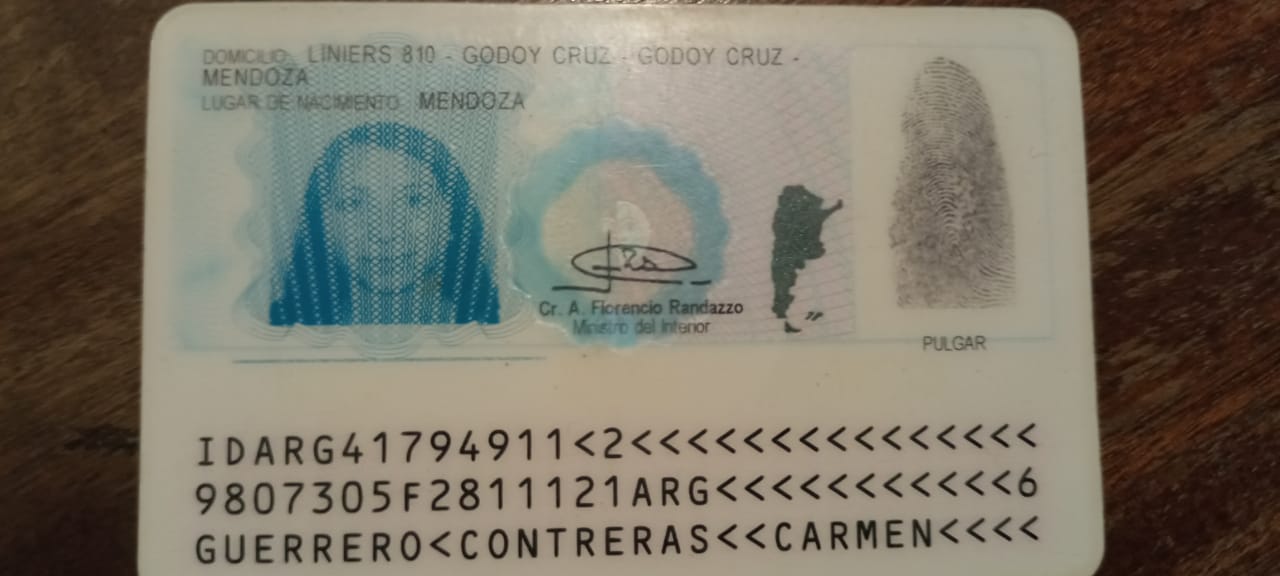 DOMICILIO: LINIERS 810 - GODOY CRUZ - GODOY CRUZ -
MENDOZA
LUGAR DE NACIMIENTO: MENDOZA
Cr. A. Florencio Randazzo
Ministro del Interior
PULGAR
IDARG41794911<2<<<<<<<<<<<<<<<
9807305F2811121ARG<<<<<<<<<<<6
GUERRERO<CONTRERAS<<CARMEN<<<<